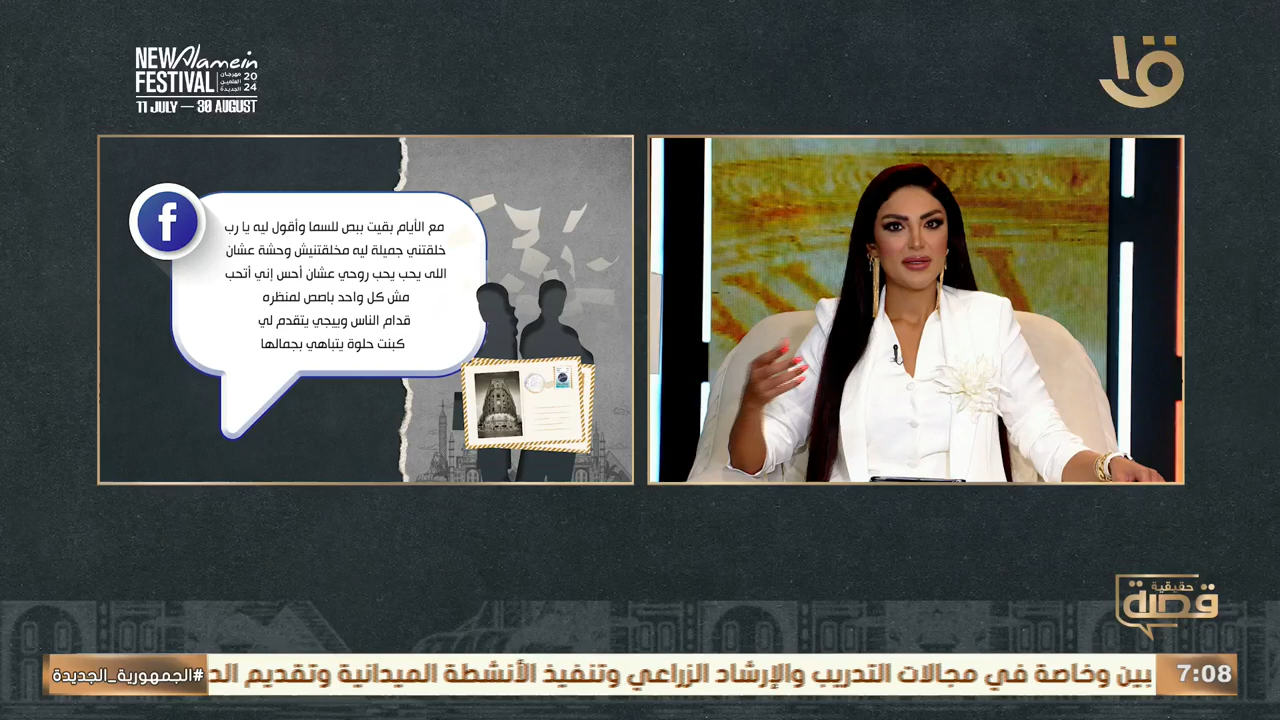 NEW Alamein
FESTIVAL
مهرجان
العلمين
الجديدة
20
24
11 JULY — 30 AUGUST
f
مع الأيام بقيت ببص للسما وأقول ليه يا رب
خلقتني جميلة ليه مخلقتنيش وحشة عشان
اللى يحب يحب روحي عشان أحس إني أتحب
مش كل واحد باصص لمنظره
قدام الناس وييجي يتقدم لي
كبنت حلوة يتباهي بجمالها
قصة
حقيقية
7:08
بين وخاصة في مجالات التدريب والإرشاد الزراعي وتنفيذ الأنشطة الميدانية وتقديم الد
#الجمهورية_الجديدة